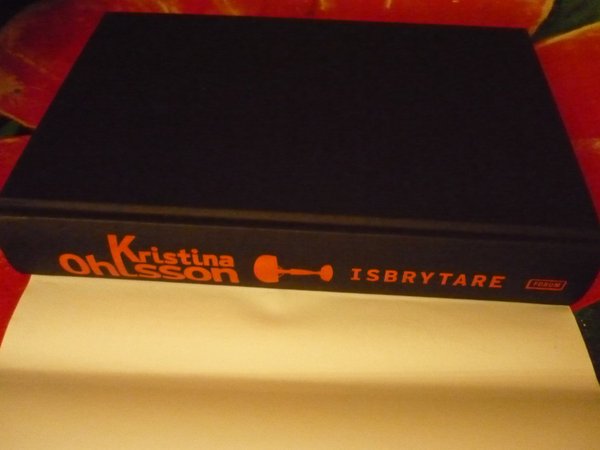 Kristina
Ohlsson
ISBRYTARE
FORUM